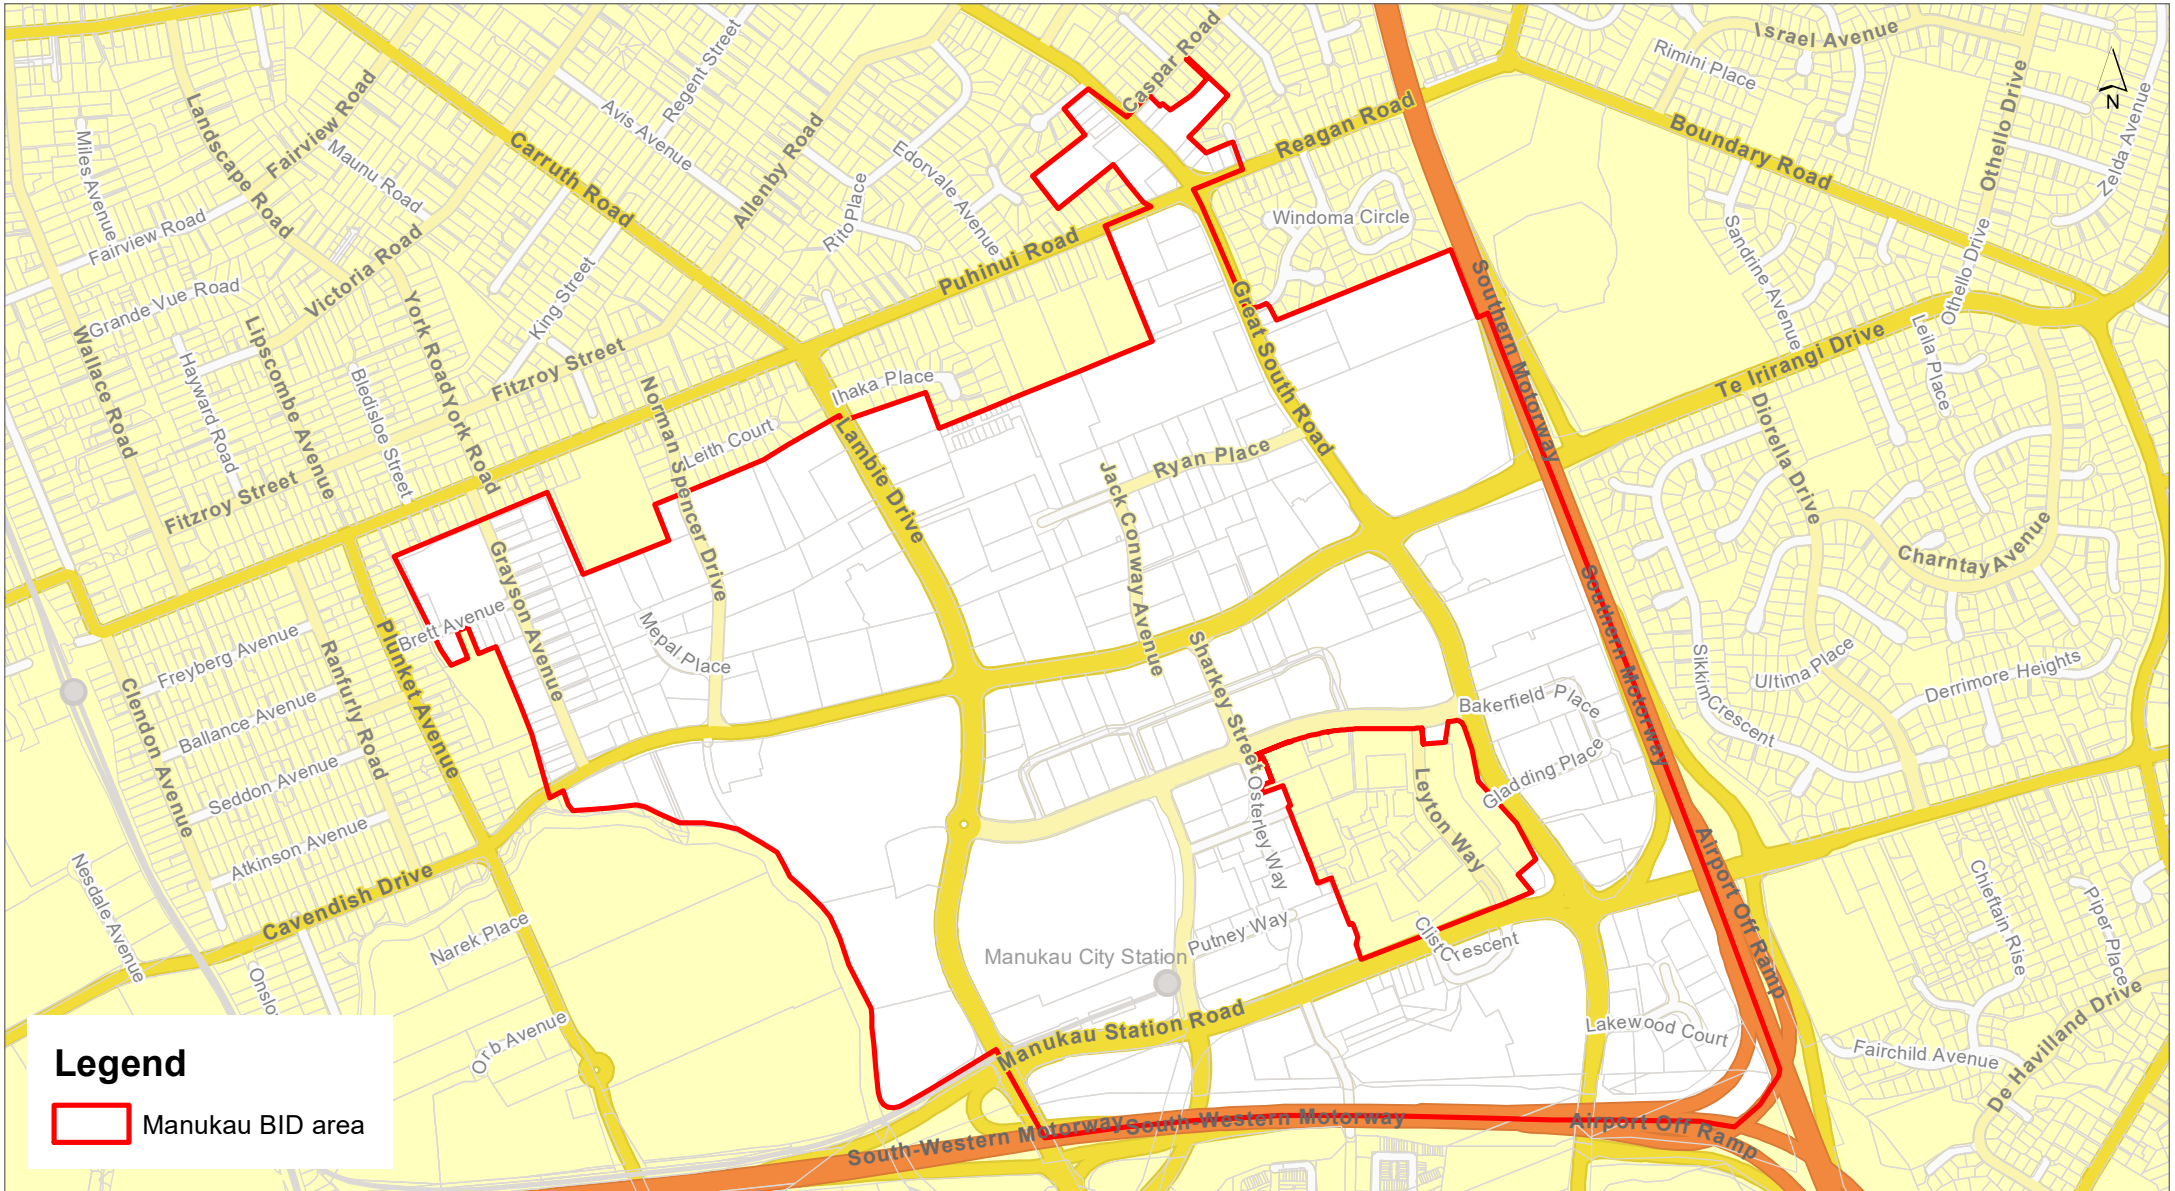 Israel Avenue
Rimini Place
Caspar Road
Regent Street
Othello Drive
N
Landscape Road
Fairview Road
Avis Avenue
Miles Avenue
Maunu Road
Carruth Road
Allenby Road
Edorvale Avenue
Reagan Road
Boundary Road
Zelda Avenue
Fairview Road
Rito Place
Windoma Circle
Victoria Road
Puhinui Road
Sandrine Avenue
Othello Drive
Grande Vue Road
King Street
Great South Road
Southern Motorway
Wallace Road
Hayward Road
Lipscombe Avenue
Bledisloe Street
York Road
York Road
Fitzroy Street
Norman Spencer Drive
Ihaka Place
Leila Place
Te Irirangi Drive
Diorella Drive
Leith Court
Lambie Drive
Jack Conway Avenue
Ryan Place
Fitzroy Street
Charntay Avenue
Grayson Avenue
Southern Motorway
Brett Avenue
Mepal Place
Freyberg Avenue
Ranfurly Road
Plunket Avenue
Sharkey Street
Sikkim Crescent
Ultima Place
Derrimore Heights
Clendon Avenue
Ballance Avenue
Bakerfield Place
Seddon Avenue
Gladding Place
Leyton Way
Osterley Way
Atkinson Avenue
Airport Off Ramp
Nesdale Avenue
Cavendish Drive
Narek Place
Putney Way
Clist Crescent
Chieftain Rise
Piper Place
Manukau City Station
Onslo
Orb Avenue
Manukau Station Road
Lakewood Court
Fairchild Avenue
De Havilland Drive
Legend
Manukau BID area
South-Western Motorway
South-Western Motorway
Airport Off Ramp